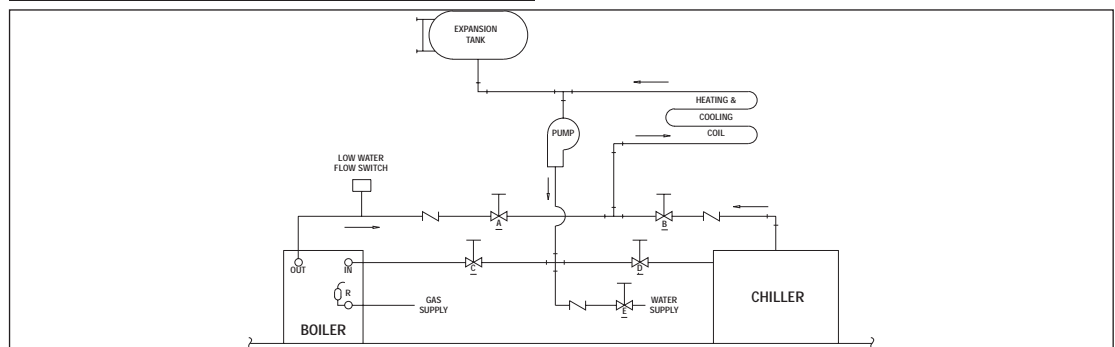 EXPANSION
TANK
HEATING &
COOLING
COIL
PUMP
LOW WATER
FLOW SWITCH
A
B
OUT
IN
C
D
R
GAS
SUPPLY
E
WATER
SUPPLY
BOILER
CHILLER